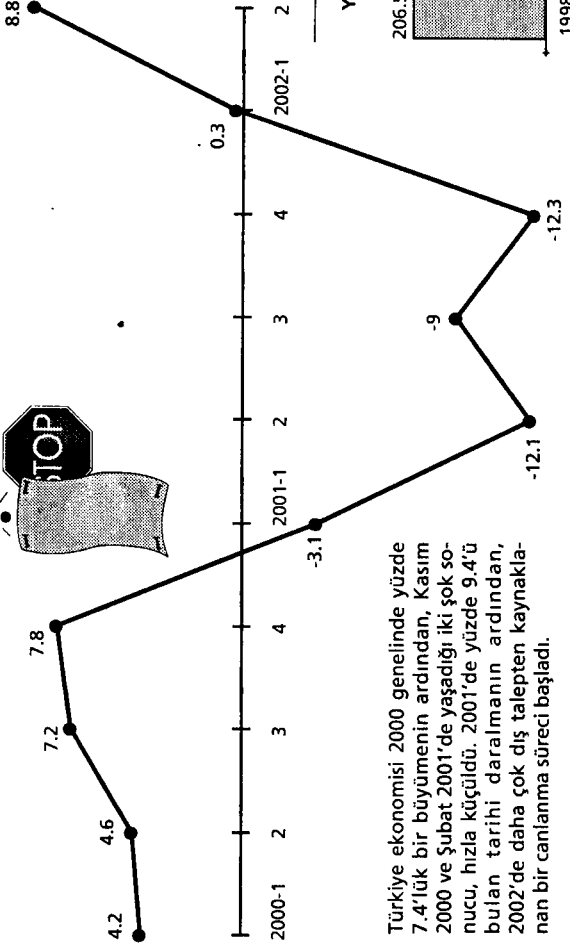 STOP
4.2
4.6
7.2
7.8
-3.1
-12.1
-9
-12.3
0.3
8.8
2000-1
2
3
4
2001-1
2
3
4
2002-1
2
Türkiye ekonomisi 2000 genelinde yüzde
7.4'lük bir büyümenin ardından, Kasım
2000 ve Şubat 2001'de yaşadığı iki şok so-
nucu, hızla küçüldü. 2001'de yüzde 9.4'ü
bulan tarihi daralmanın ardından,
2002'de daha çok dış talepten kaynakla-
nan bir canlanma süreci başladı.
Y
206.5
1998